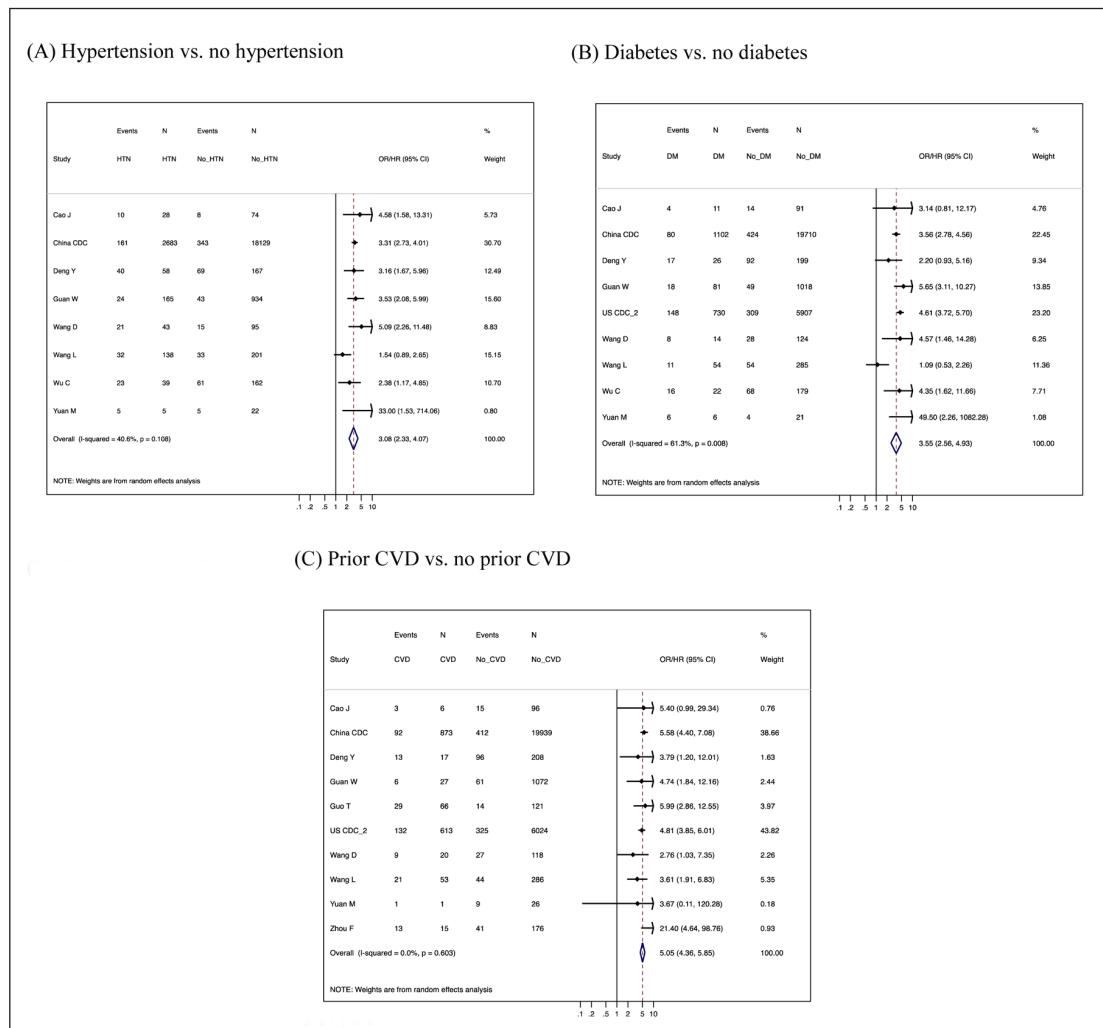 (A) Hypertension vs. no hypertension
Events N Events N %
Study HTN HTN No_HTN No_HTN OR/HR (95% CI) Weight
Cao J 10 28 8 74 4.58 (1.58, 13.31) 5.73
China CDC 161 2683 343 18129 3.31 (2.73, 4.01) 30.70
Deng Y 40 58 69 167 3.16 (1.67, 5.96) 12.49
Guan W 24 165 43 934 3.53 (2.08, 5.99) 15.60
Wang D 21 43 15 95 5.09 (2.26, 11.48) 8.83
Wang L 32 138 33 201 1.54 (0.89, 2.65) 15.15
Wu C 23 39 61 162 2.38 (1.17, 4.85) 10.70
Yuan M 5 5 5 22 33.00 (1.53, 714.06) 0.80
Overall (I-squared = 40.6%, p = 0.108) 3.08 (2.33, 4.07) 100.00
NOTE: Weights are from random effects analysis
.1 .2 .5 1 2 5 10
(B) Diabetes vs. no diabetes
Events N Events N %
Study DM DM No_DM No_DM OR/HR (95% CI) Weight
Cao J 4 11 14 91 3.14 (0.81, 12.17) 4.76
China CDC 80 1102 424 19710 3.56 (2.78, 4.56) 22.45
Deng Y 17 26 92 199 2.20 (0.93, 5.16) 9.34
Guan W 18 81 49 1018 5.65 (3.11, 10.27) 13.85
US CDC_2 148 730 309 5907 4.61 (3.72, 5.70) 23.20
Wang D 8 14 28 124 4.57 (1.46, 14.28) 6.25
Wang L 11 54 54 285 1.09 (0.53, 2.26) 11.36
Wu C 16 22 68 179 4.35 (1.62, 11.66) 7.71
Yuan M 6 6 4 21 49.50 (2.26, 1082.28) 1.08
Overall (I-squared = 61.3%, p = 0.008) 3.55 (2.56, 4.93) 100.00
NOTE: Weights are from random effects analysis
.1 .2 .5 1 2 5 10
(C) Prior CVD vs. no prior CVD
Events N Events N %
Study CVD CVD No_CVD No_CVD OR/HR (95% CI) Weight
Cao J 3 6 15 96 5.40 (0.99, 29.34) 0.76
China CDC 92 873 412 19939 5.58 (4.40, 7.08) 38.66
Deng Y 13 17 96 208 3.79 (1.20, 12.01) 1.63
Guan W 6 27 61 1072 4.74 (1.84, 12.16) 2.44
Guo T 29 66 14 121 5.99 (2.86, 12.55) 3.97
US CDC_2 132 613 325 6024 4.81 (3.85, 6.01) 43.82
Wang D 9 20 27 118 2.76 (1.03, 7.35) 2.26
Wang L 21 53 44 286 3.61 (1.91, 6.83) 5.35
Yuan M 1 1 9 26 3.67 (0.11, 120.28) 0.18
Zhou F 13 15 41 176 21.40 (4.64, 98.76) 0.93
Overall (I-squared = 0.0%, p = 0.603) 5.05 (4.36, 5.85) 100.00
NOTE: Weights are from random effects analysis
.1 .2 .5 1 2 5 10